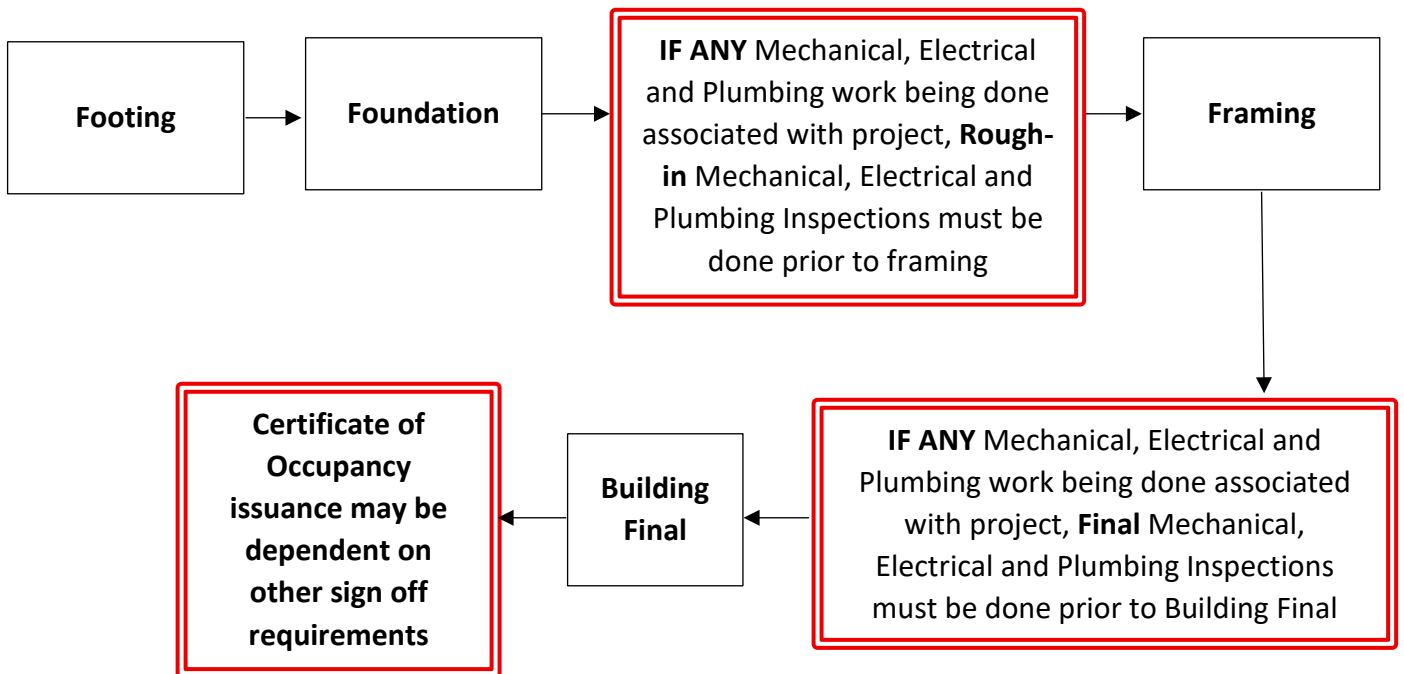 Footing
Foundation
IF ANY Mechanical, Electrical
and Plumbing work being done
associated with project, Rough-
in Mechanical, Electrical and
Plumbing Inspections must be
done prior to framing
Framing
IF ANY Mechanical, Electrical and
Plumbing work being done associated
with project, Final Mechanical,
Electrical and Plumbing Inspections
must be done prior to Building Final
Building
Final
Certificate of
Occupancy
issuance may be
dependent on
other sign off
requirements